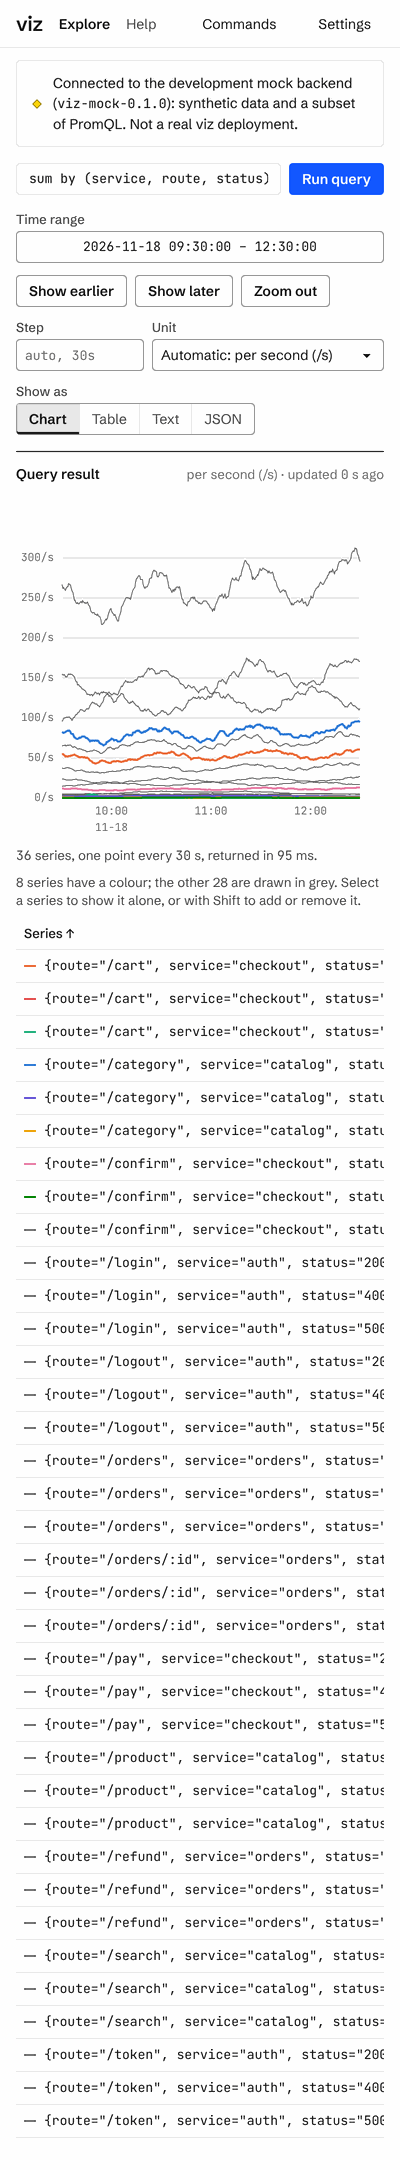 viz Explore Help Commands Settings
Connected to the development mock backend
(viz-mock-0.1.0): synthetic data and a subset
of PromQL. Not a real viz deployment.
sum by (service, route, status)
Run query
Time range
2026-11-18 09:30:00 – 12:30:00
Show earlier Show later Zoom out
Step Unit
auto, 30s Automatic: per second (/s)
Show as
Chart Table Text JSON
Query result per second (/s) · updated 0 s ago
300/s
250/s
200/s
150/s
100/s
50/s
0/s
10:00 11:00 12:00
11-18
36 series, one point every 30 s, returned in 95 ms.
8 series have a colour; the other 28 are drawn in grey. Select
a series to show it alone, or with Shift to add or remove it.
Series ↑
{route="/cart", service="checkout", status="
{route="/cart", service="checkout", status="
{route="/cart", service="checkout", status="
{route="/category", service="catalog", statu
{route="/category", service="catalog", statu
{route="/category", service="catalog", statu
{route="/confirm", service="checkout", statu
{route="/confirm", service="checkout", statu
{route="/confirm", service="checkout", statu
{route="/login", service="auth", status="200
{route="/login", service="auth", status="400
{route="/login", service="auth", status="500
{route="/logout", service="auth", status="20
{route="/logout", service="auth", status="40
{route="/logout", service="auth", status="50
{route="/orders", service="orders", status="
{route="/orders", service="orders", status="
{route="/orders", service="orders", status="
{route="/orders/:id", service="orders", stat
{route="/orders/:id", service="orders", stat
{route="/orders/:id", service="orders", stat
{route="/pay", service="checkout", status="2
{route="/pay", service="checkout", status="4
{route="/pay", service="checkout", status="5
{route="/product", service="catalog", status
{route="/product", service="catalog", status
{route="/product", service="catalog", status
{route="/refund", service="orders", status="
{route="/refund", service="orders", status="
{route="/refund", service="orders", status="
{route="/search", service="catalog", status=
{route="/search", service="catalog", status=
{route="/search", service="catalog", status=
{route="/token", service="auth", status="200
{route="/token", service="auth", status="400
{route="/token", service="auth", status="500